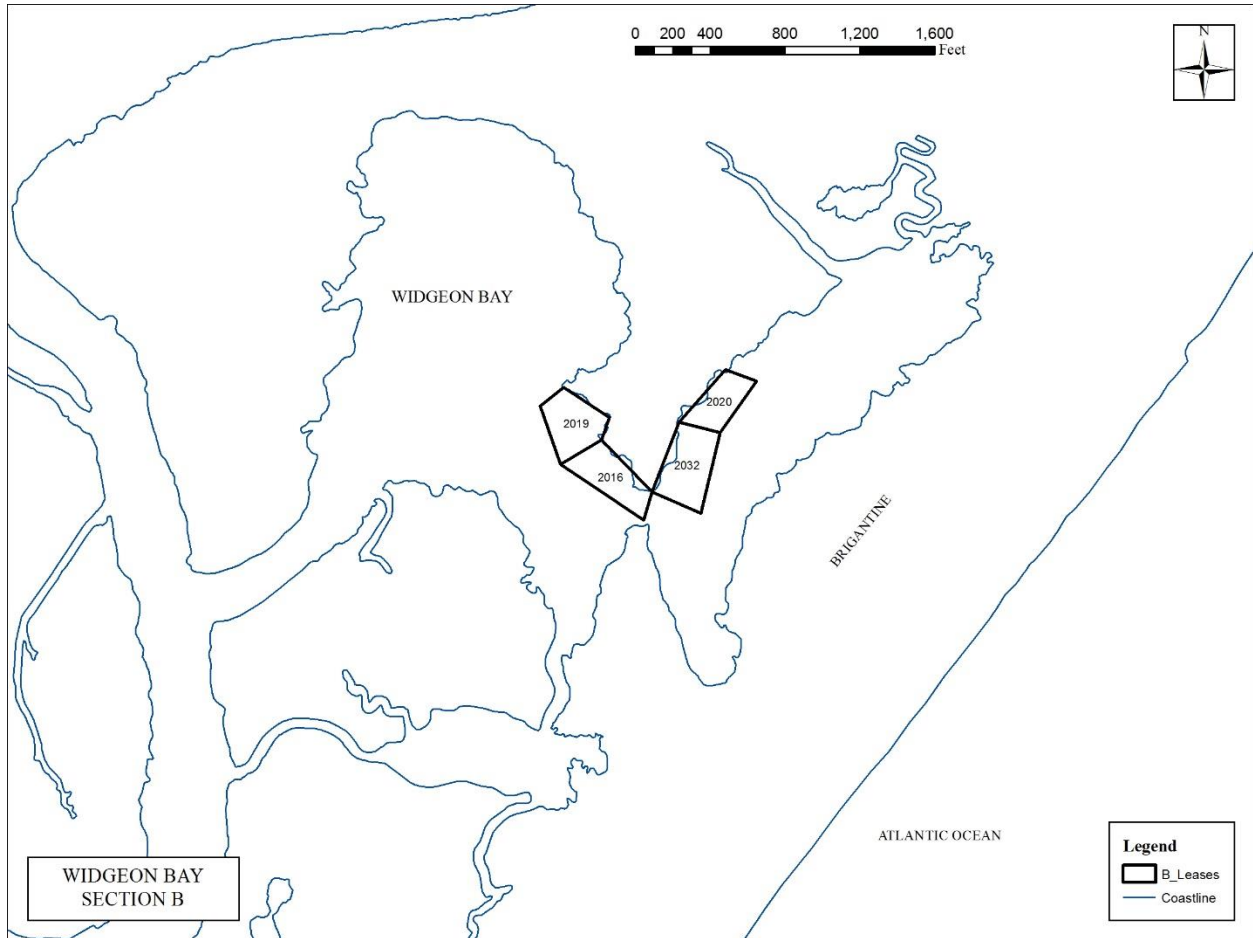 0 200 400 800 1,200 1,600
Feet
N
WIDGEON BAY
2020
2019
2032
2016
BRIGANTINE
ATLANTIC OCEAN
WIDGEON BAY
SECTION B
Legend
B_Leases
Coastline